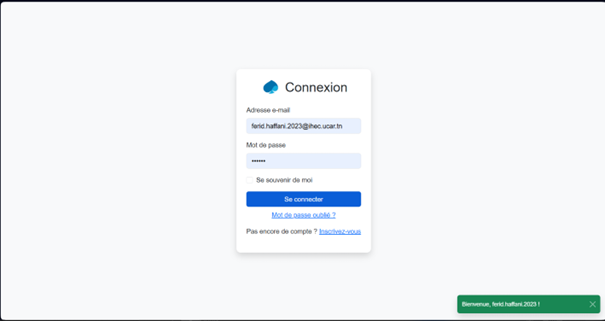 Connexion
Adresse e-mail
ferid.haffani.2023@ihec.ucar.tn
Mot de passe
••••••
Se souvenir de moi
Se connecter
Mot de passe oublié ?
Pas encore de compte ? Inscrivez-vous
Bienvenue, ferid.haffani.2023 !